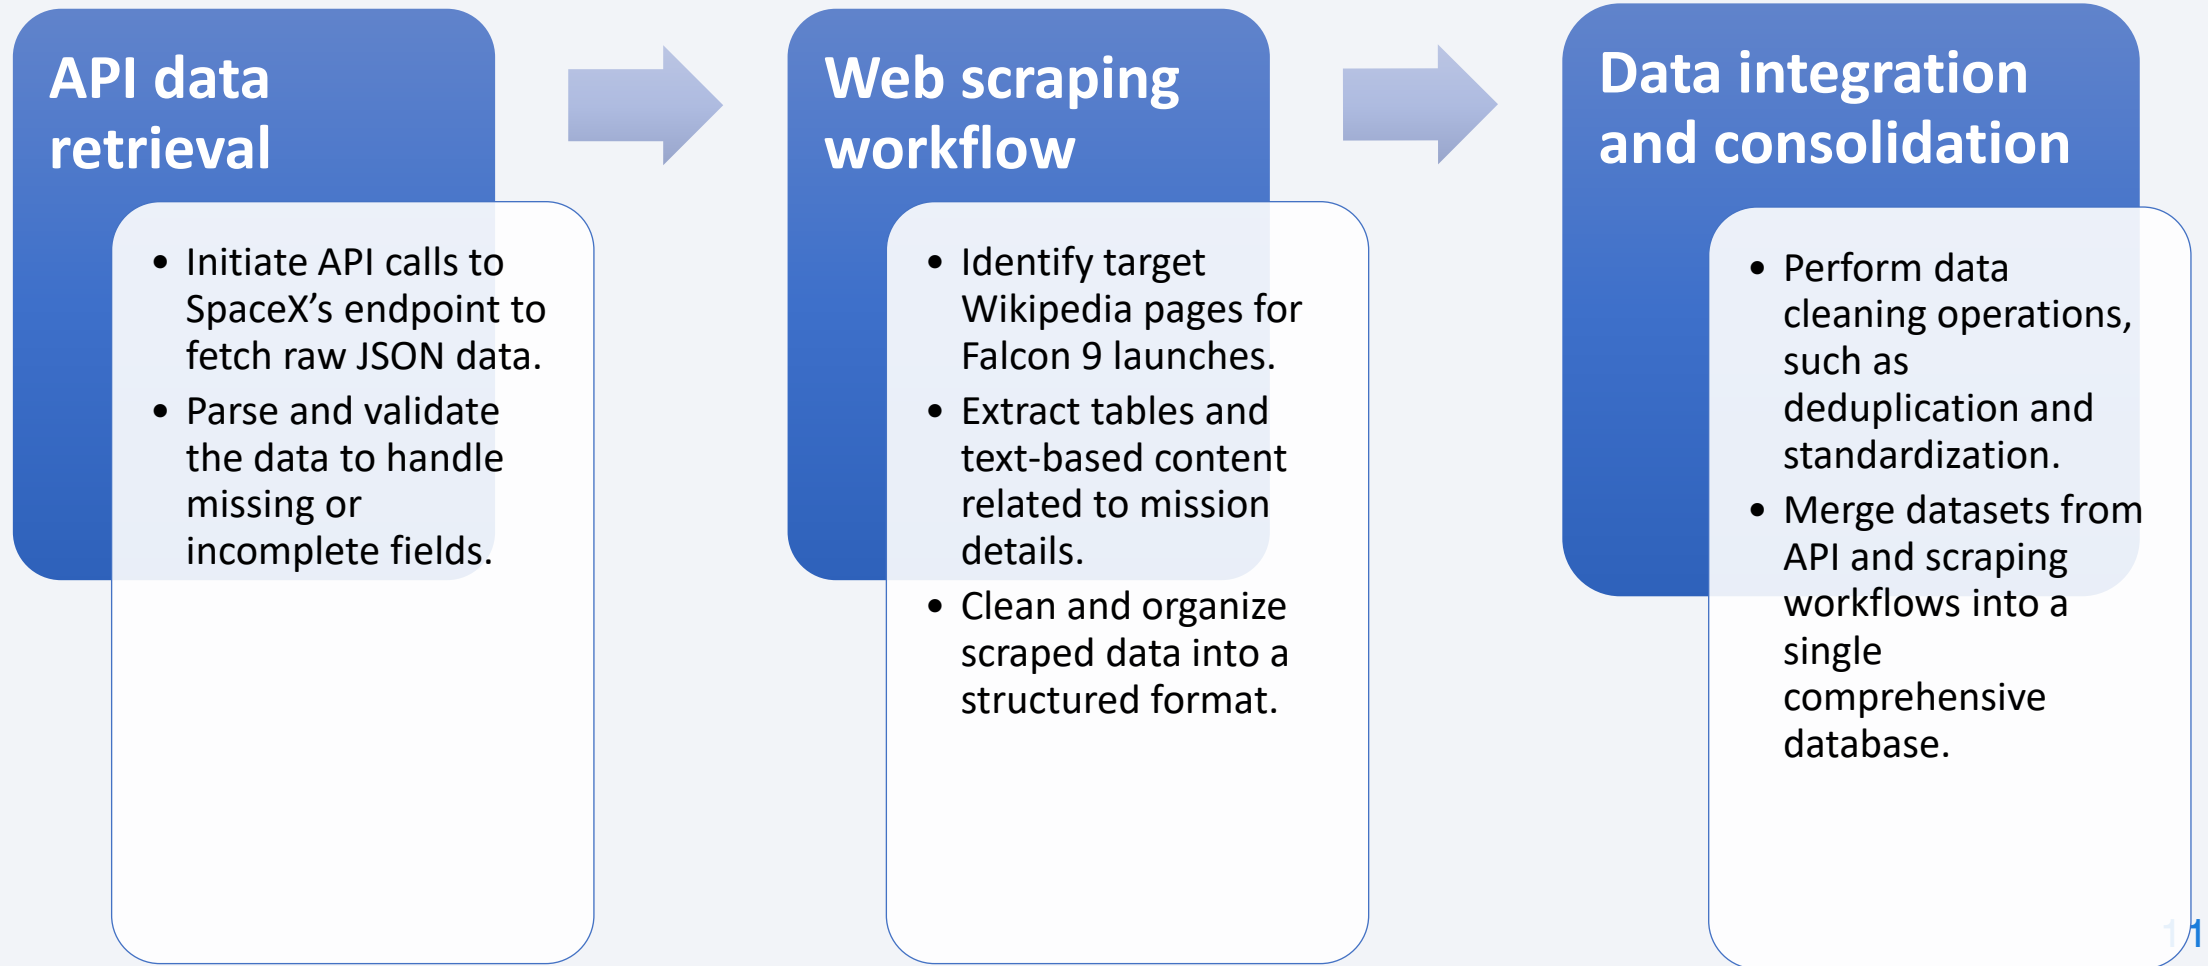 API data
retrieval
• Initiate API calls to
SpaceX’s endpoint to
fetch raw JSON data.
• Parse and validate
the data to handle
missing or
incomplete fields.
Web scraping
workflow
• Identify target
Wikipedia pages for
Falcon 9 launches.
• Extract tables and
text-based content
related to mission
details.
• Clean and organize
scraped data into a
structured format.
Data integration
and consolidation
• Perform data
cleaning operations,
such as
deduplication and
standardization.
• Merge datasets from
API and scraping
workflows into a
single
comprehensive
database.
11